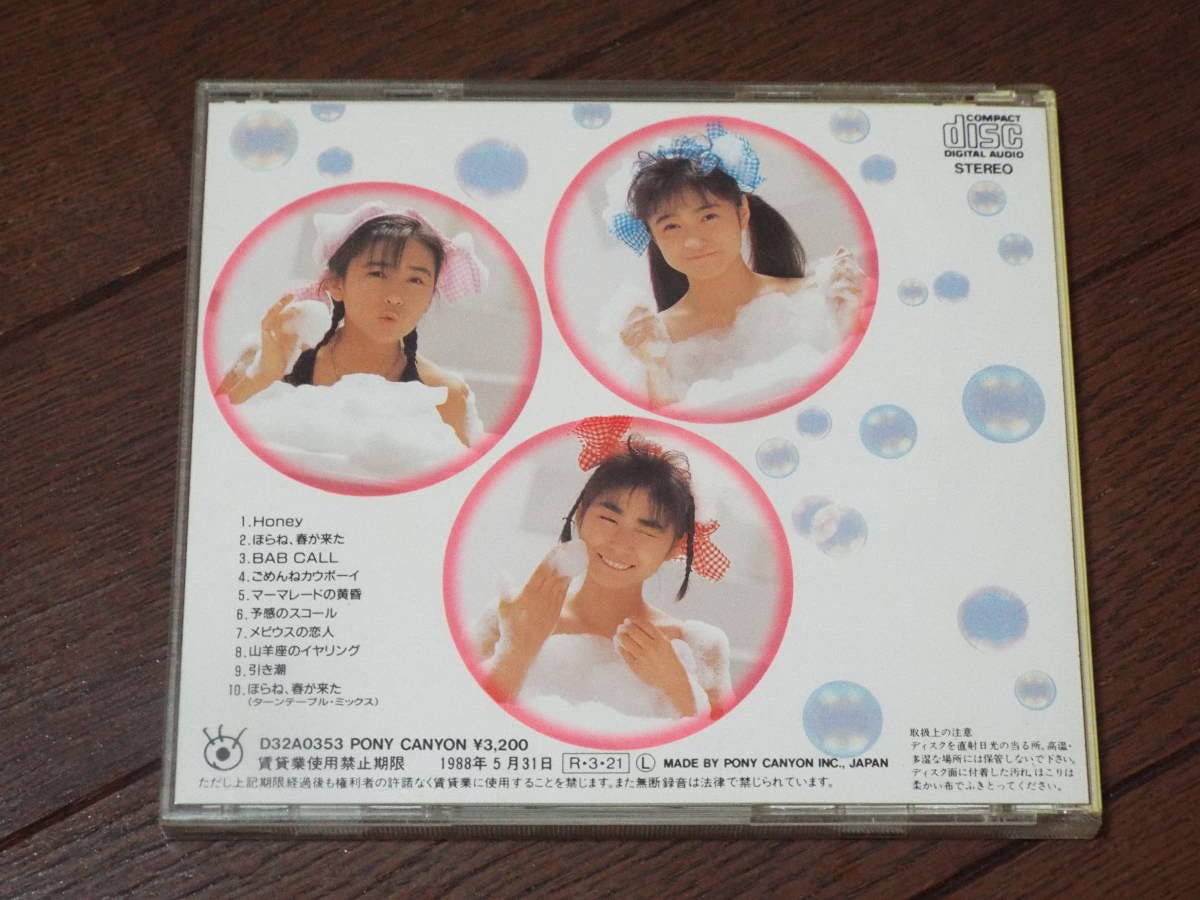 COMPACT
disc
DIGITAL AUDIO
STEREO
1.Honey
2.ほらね、春が来た
3.BAB CALL
4.ごめんねカウボーイ
5.マーマレードの黄昏
6.予感のスコール
7.メビウスの恋人
8.山羊座のイヤリング
9.引き潮
10.ほらね、春が来た
(ターンテーブル・ミックス)
D32A0353 PONY CANYON ¥3,200
賃貸業使用禁止期限 1988年5月31日 R・3・21 L MADE BY PONY CANYON INC., JAPAN
ただし上記期限経過後も権利者の許諾なく賃貸業に使用することを禁じます。また無断録音は法律で禁じられています。
取扱上の注意
ディスクを直射日光の当る所、高温・
多湿な場所には保管しないで下さい。
ディスク面に付着した汚れ、ほこりは
柔かい布でふきとってください。